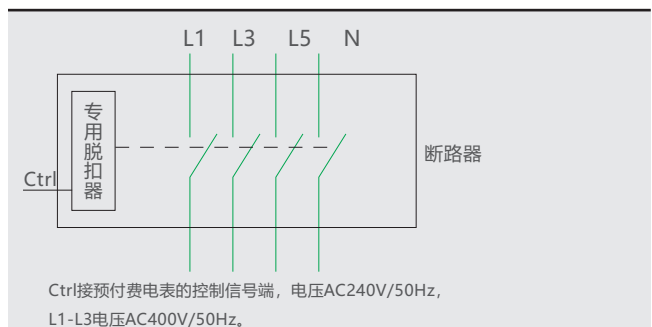 L1 L3 L5 N
专用脱扣器
Ctrl
断路器
Ctrl接预付费电表的控制信号端，电压AC240V/50Hz，
L1-L3电压AC400V/50Hz。